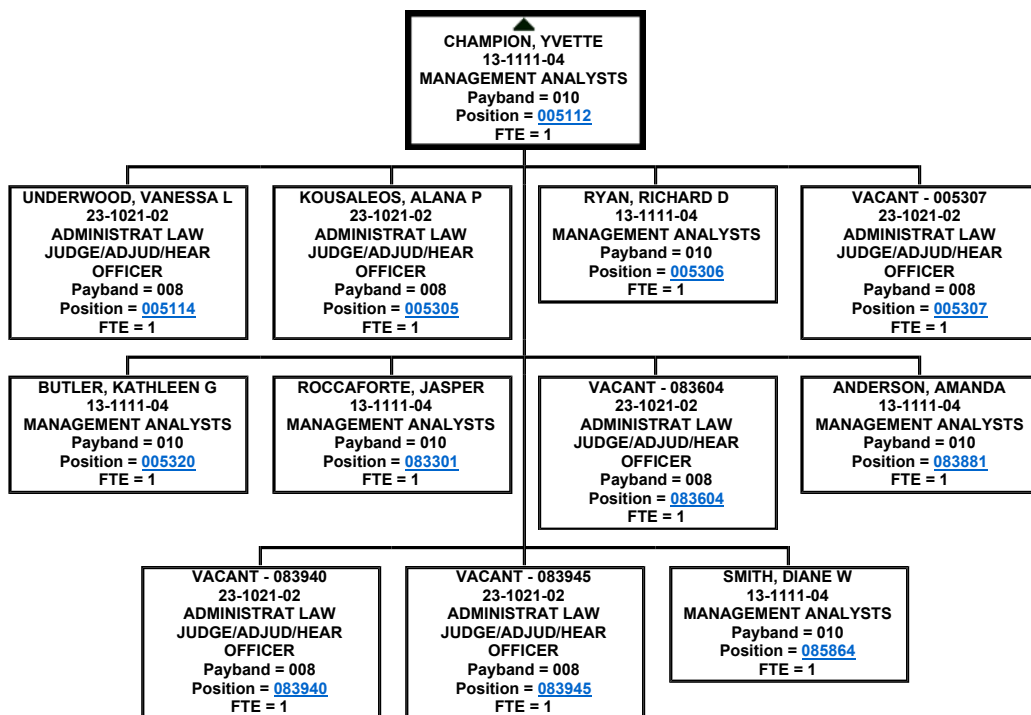 CHAMPION, YVETTE
13-1111-04
MANAGEMENT ANALYSTS
Payband = 010
Position = 005112
FTE = 1
UNDERWOOD, VANESSA L
23-1021-02
ADMINISTRAT LAW
JUDGE/ADJUD/HEAR
OFFICER
Payband = 008
Position = 005114
FTE = 1
KOUSALEOS, ALANA P
23-1021-02
ADMINISTRAT LAW
JUDGE/ADJUD/HEAR
OFFICER
Payband = 008
Position = 005305
FTE = 1
RYAN, RICHARD D
13-1111-04
MANAGEMENT ANALYSTS
Payband = 010
Position = 005306
FTE = 1
VACANT - 005307
23-1021-02
ADMINISTRAT LAW
JUDGE/ADJUD/HEAR
OFFICER
Payband = 008
Position = 005307
FTE = 1
BUTLER, KATHLEEN G
13-1111-04
MANAGEMENT ANALYSTS
Payband = 010
Position = 005320
FTE = 1
ROCCAFORTE, JASPER
13-1111-04
MANAGEMENT ANALYSTS
Payband = 010
Position = 083301
FTE = 1
VACANT - 083604
23-1021-02
ADMINISTRAT LAW
JUDGE/ADJUD/HEAR
OFFICER
Payband = 008
Position = 083604
FTE = 1
ANDERSON, AMANDA
13-1111-04
MANAGEMENT ANALYSTS
Payband = 010
Position = 083881
FTE = 1
VACANT - 083940
23-1021-02
ADMINISTRAT LAW
JUDGE/ADJUD/HEAR
OFFICER
Payband = 008
Position = 083940
FTE = 1
VACANT - 083945
23-1021-02
ADMINISTRAT LAW
JUDGE/ADJUD/HEAR
OFFICER
Payband = 008
Position = 083945
FTE = 1
SMITH, DIANE W
13-1111-04
MANAGEMENT ANALYSTS
Payband = 010
Position = 085864
FTE = 1